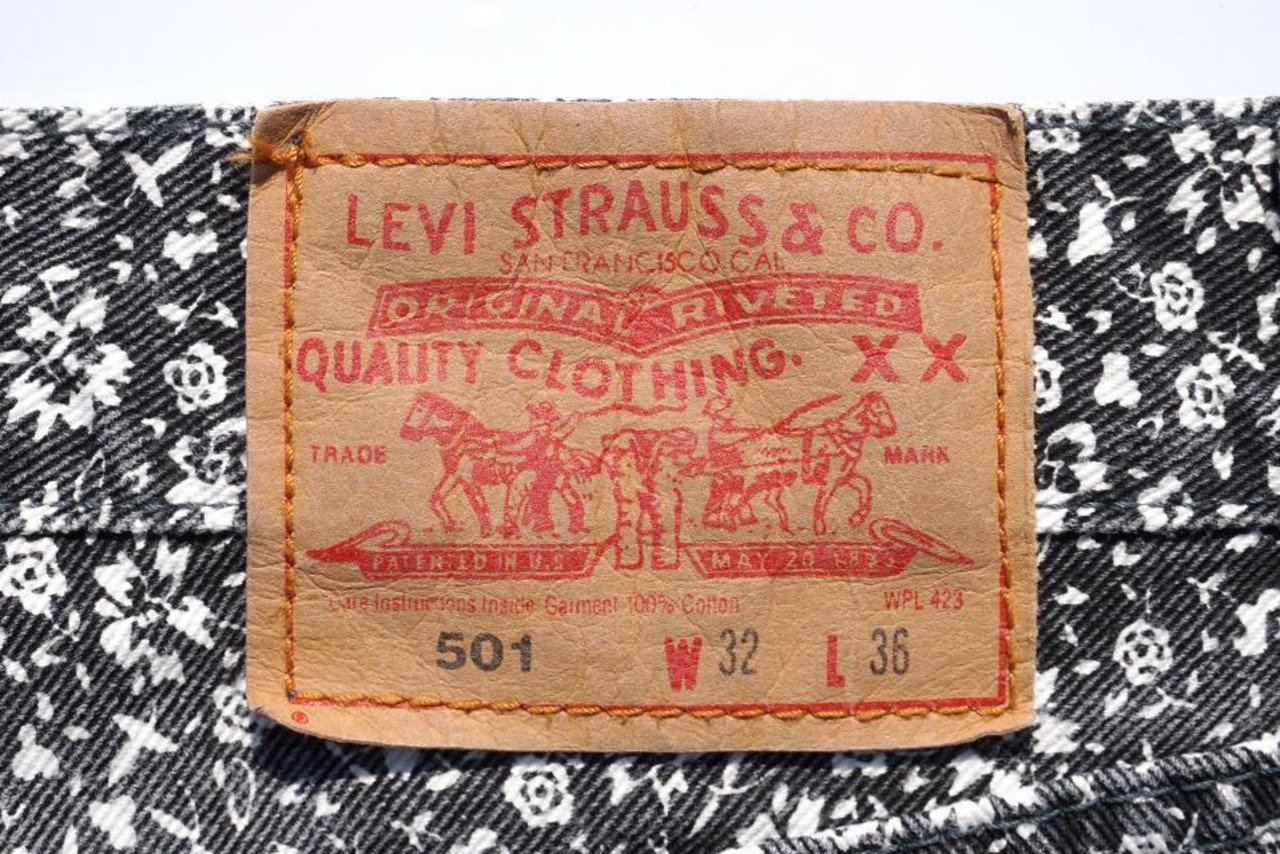 LEVI STRAUSS & CO.
SAN FRANCISCO CAL
ORIGINAL RIVETED
QUALITY CLOTHING. XX
TRADE MARK
PATENTED IN U.S. MAY 20 1873
Care Instructions Inside Garment 100% Cotton WPL 423
501 W 32 L 36
®